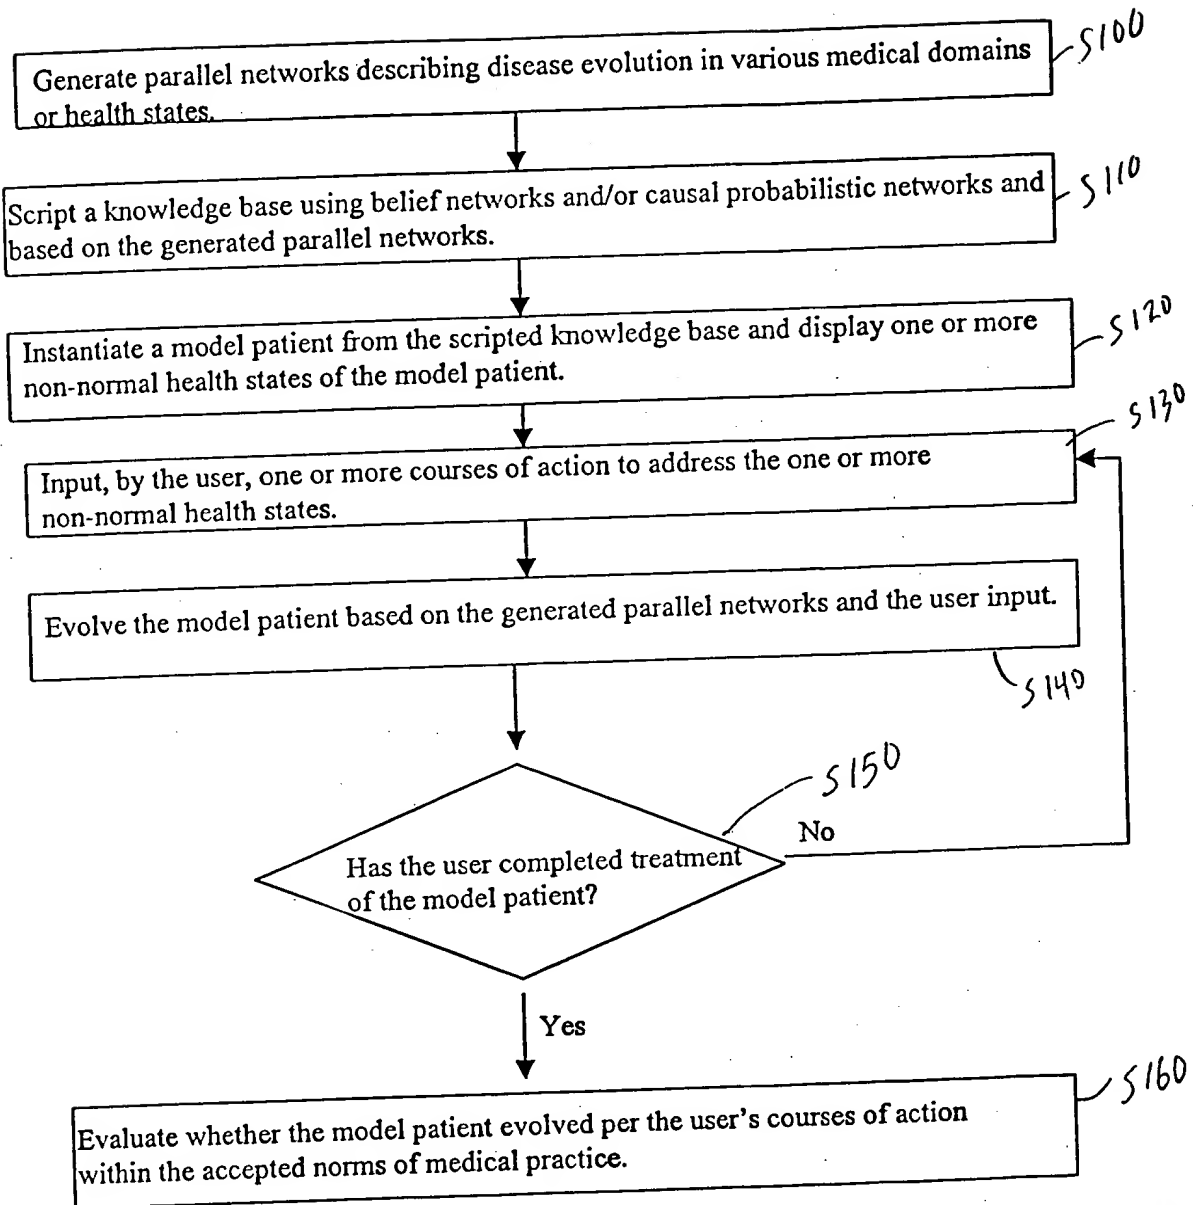 Generate parallel networks describing disease evolution in various medical domains
or health states.
S100
Script a knowledge base using belief networks and/or causal probabilistic networks and
based on the generated parallel networks.
S110
Instantiate a model patient from the scripted knowledge base and display one or more
non-normal health states of the model patient.
S120
Input, by the user, one or more courses of action to address the one or more
non-normal health states.
S130
Evolve the model patient based on the generated parallel networks and the user input.
S140
S150
No
Has the user completed treatment
of the model patient?
Yes
Evaluate whether the model patient evolved per the user's courses of action
within the accepted norms of medical practice.
S160